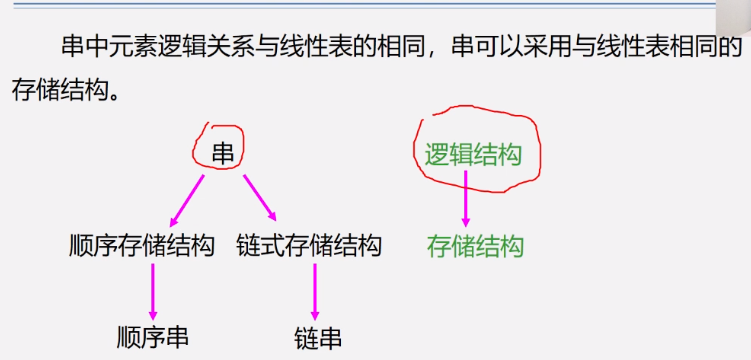 串中元素逻辑关系与线性表的相同，串可以采用与线性表相同的
存储结构。
串 逻辑结构
顺序存储结构 链式存储结构 存储结构
顺序串 链串